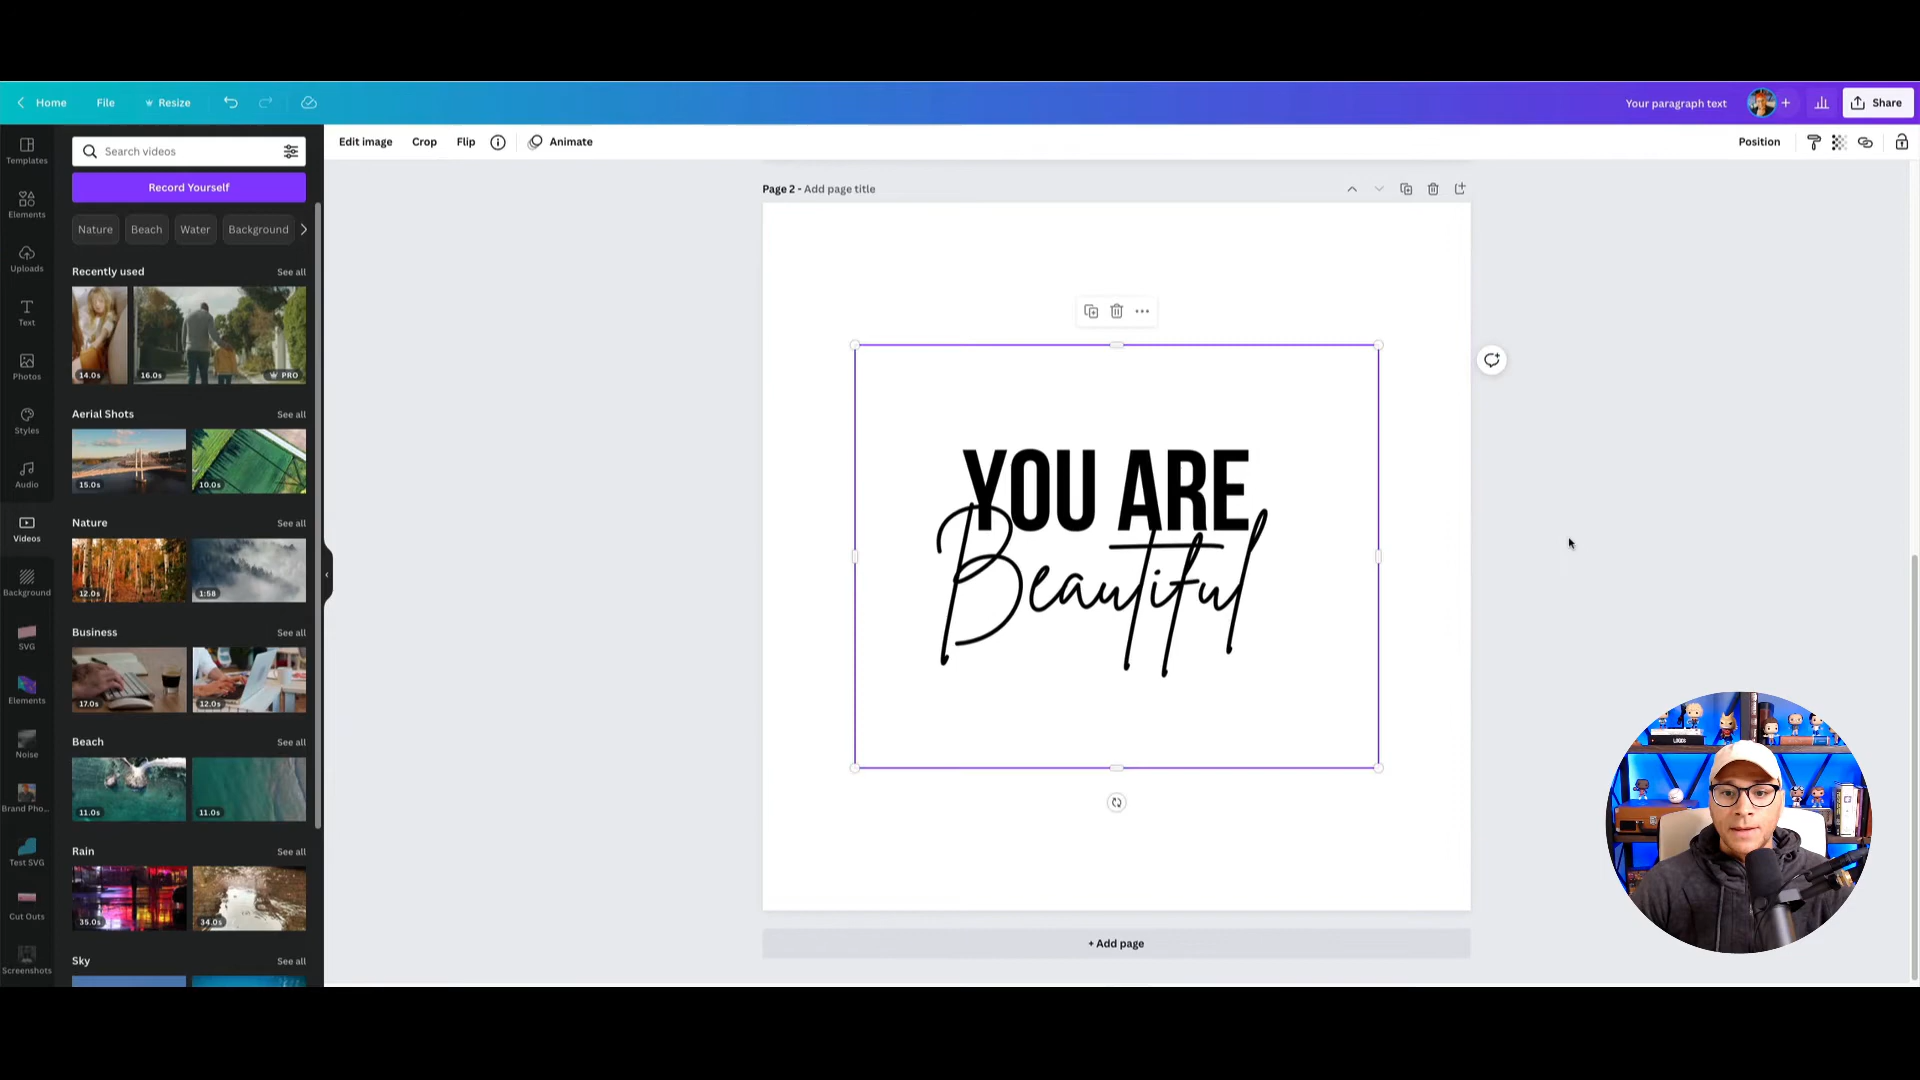 Home File Resize
Your paragraph text
Share
Edit image Crop Flip Animate
Position
Templates
Elements
Uploads
Text
Photos
Styles
Audio
Videos
Background
SVG
Elements
Noise
Brand Pho...
Test SVG
Cut Outs
Screenshots
Search videos
Record Yourself
Nature Beach Water Background
Recently used See all
14.0s 16.0s PRO
Aerial Shots See all
15.0s 10.0s
Nature See all
12.0s 1:58
Business See all
17.0s 12.0s
Beach See all
11.0s 11.0s
Rain See all
35.0s 34.0s
Sky See all
Page 2 - Add page title
YOU ARE
Beautiful
+ Add page
LOGOS